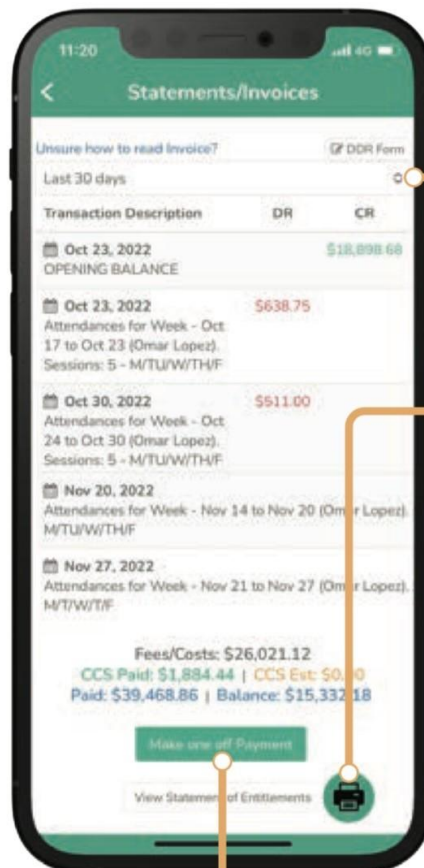 11:20
4G
Statements/Invoices
Unsure how to read Invoice?
DDR Form
Last 30 days
Transaction Description DR CR
Oct 23, 2022 $18,898.68
OPENING BALANCE
Oct 23, 2022 $638.75
Attendances for Week - Oct
17 to Oct 23 (Omar Lopez).
Sessions: 5 - M/TU/W/TH/F
Oct 30, 2022 $511.00
Attendances for Week - Oct
24 to Oct 30 (Omar Lopez).
Sessions: 5 - M/TU/W/TH/F
Nov 20, 2022
Attendances for Week - Nov 14 to Nov 20 (Omar Lopez).
M/TU/W/TH/F
Nov 27, 2022
Attendances for Week - Nov 21 to Nov 27 (Omar Lopez).
M/T/W/T/F
Fees/Costs: $26,021.12
CCS Paid: $1,884.44 | CCS Est: $0.00
Paid: $39,468.86 | Balance: $15,332.18
Make one off Payment
View Statement of Entitlements